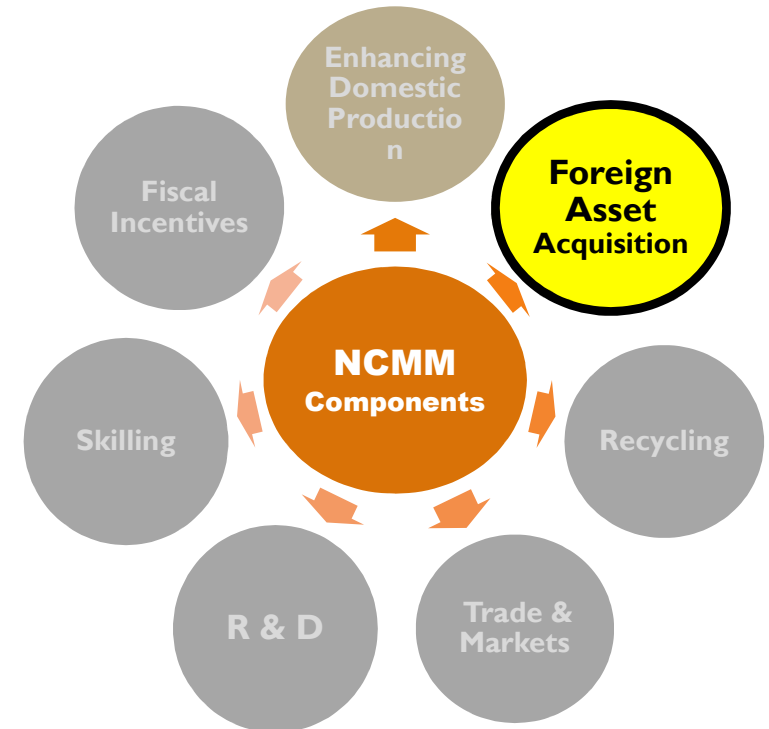 Enhancing
Domestic
Productio
n
Foreign
Asset
Acquisition
Fiscal
Incentives
NCMM
Components
Skilling
Recycling
R & D
Trade &
Markets